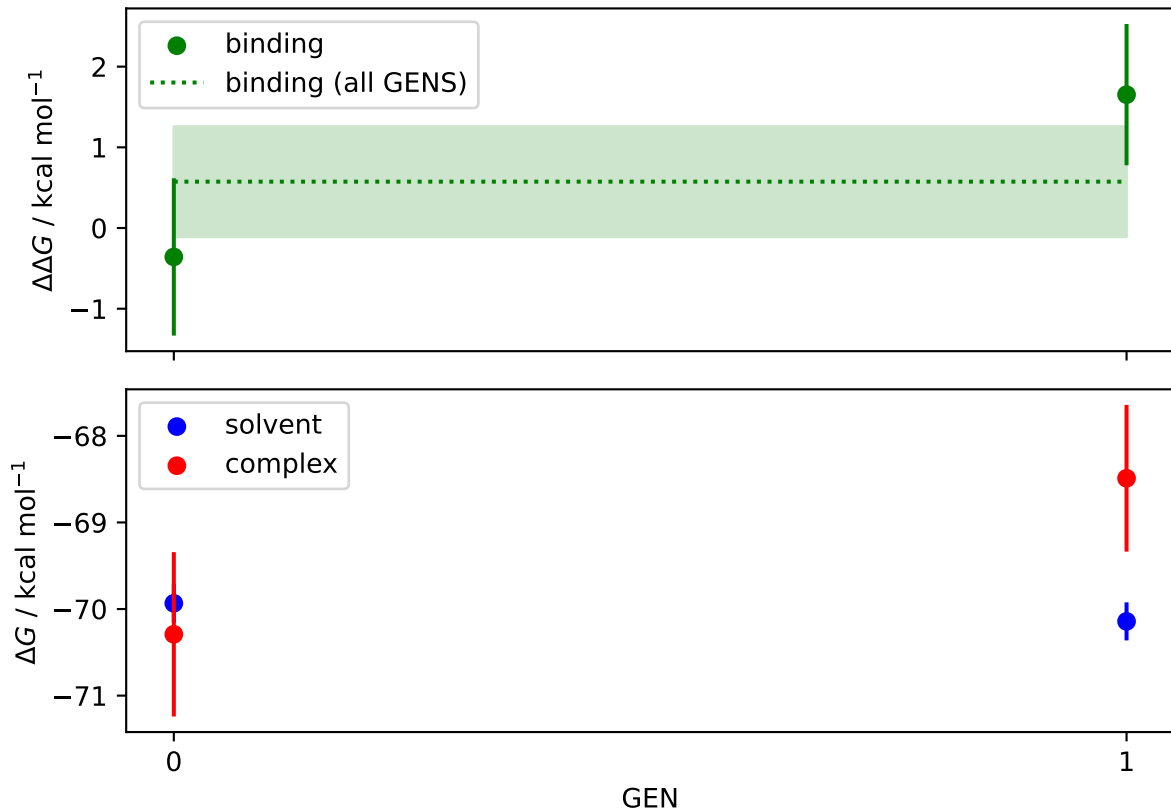 ΔΔG / kcal mol⁻¹
2
1
0
−1
binding
binding (all GENS)
ΔG / kcal mol⁻¹
−68
−69
−70
−71
solvent
complex
0
1
GEN